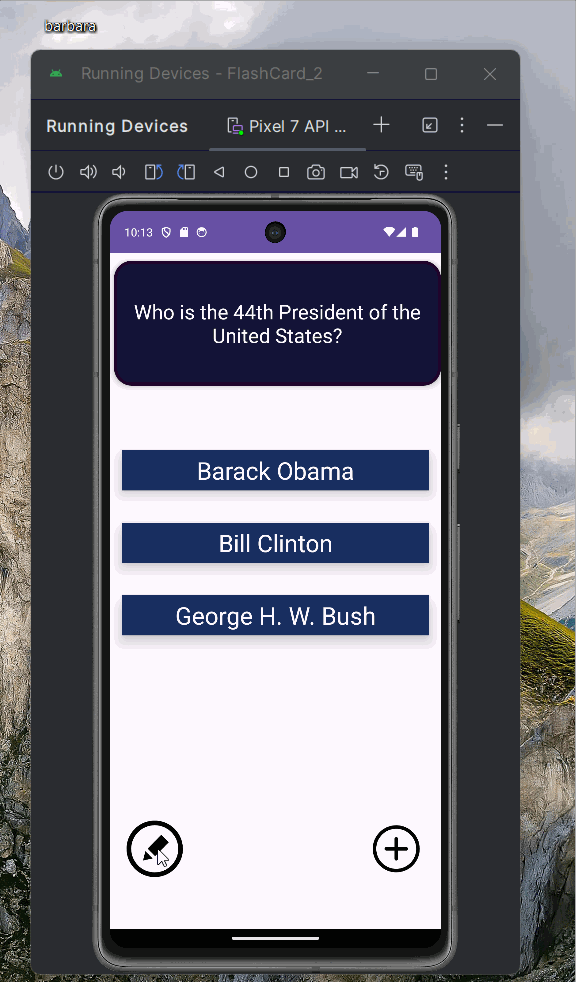 barbara
Running Devices - FlashCard_2
Running Devices
Pixel 7 API ...
10:13
Who is the 44th President of the
United States?
Barack Obama
Bill Clinton
George H. W. Bush